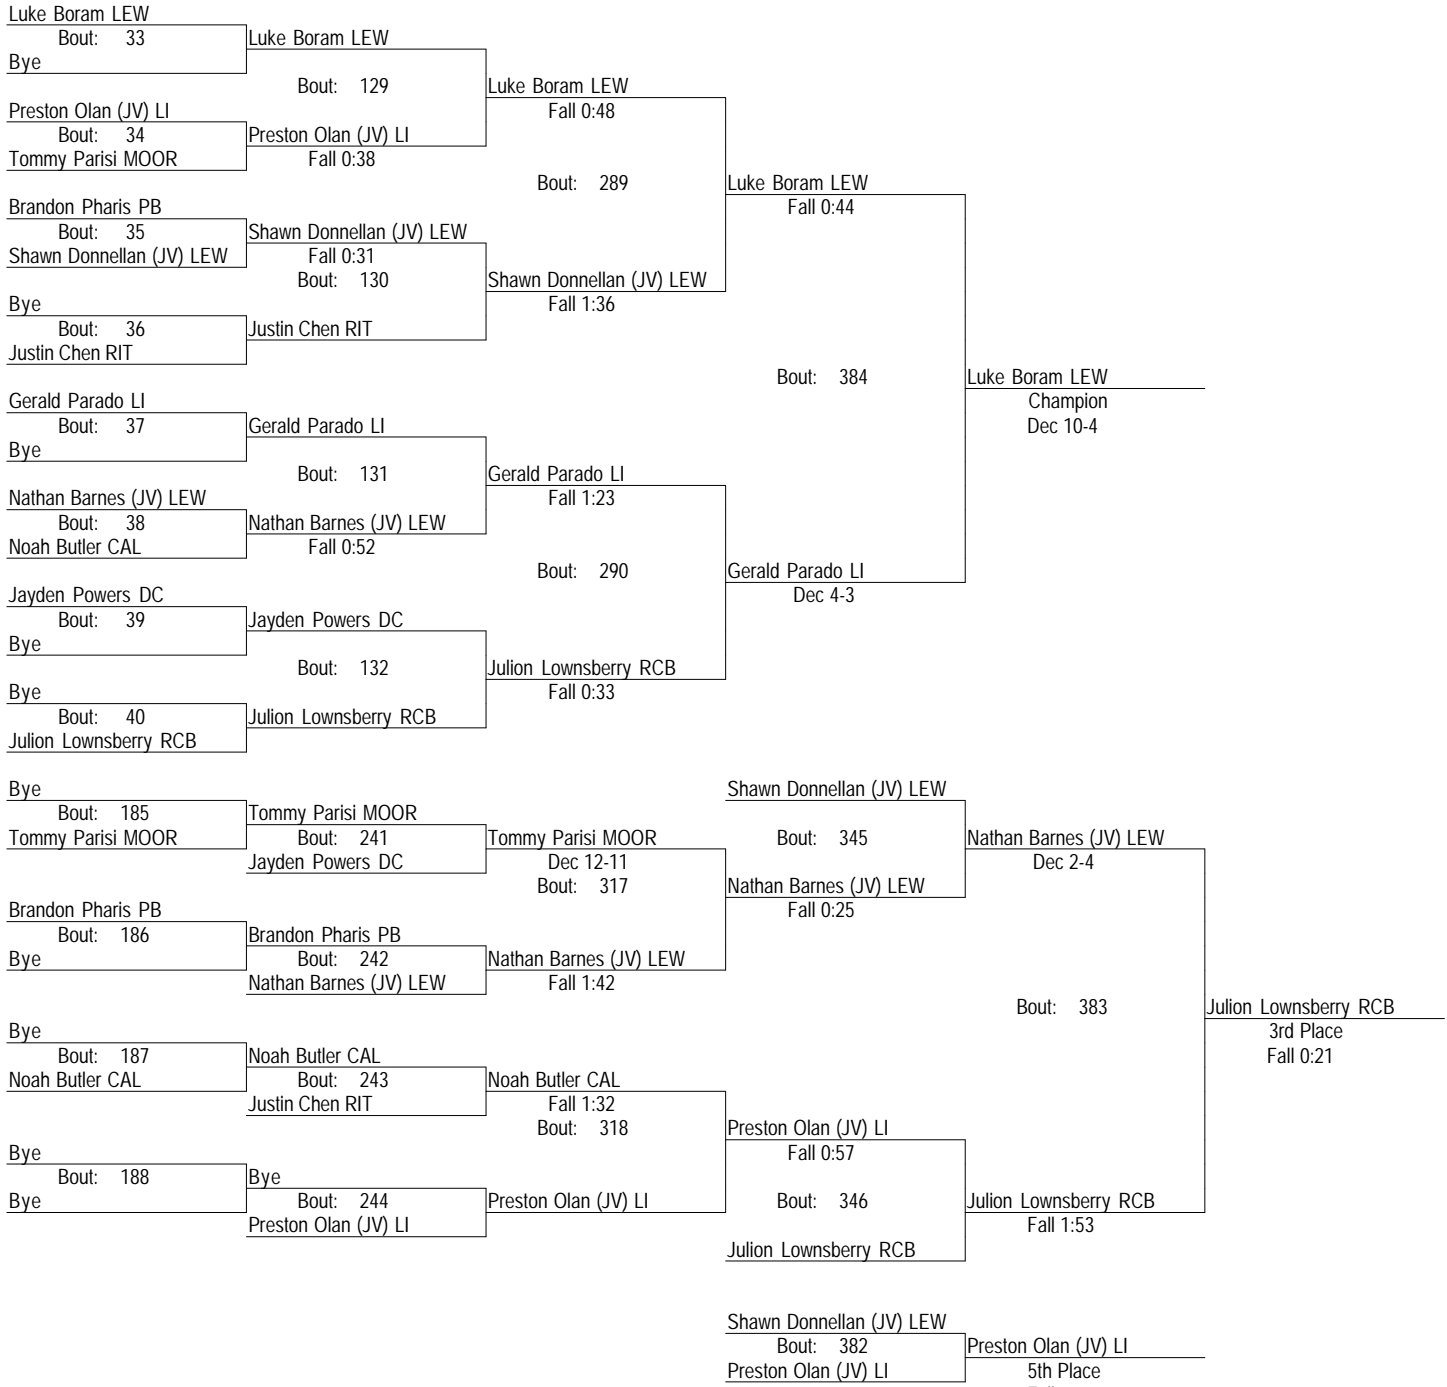 Luke Boram LEW
Bout: 33
Luke Boram LEW
Bye
Bout: 129
Luke Boram LEW
Preston Olan (JV) LI
Fall 0:48
Bout: 34
Preston Olan (JV) LI
Tommy Parisi MOOR
Fall 0:38
Bout: 289
Luke Boram LEW
Brandon Pharis PB
Fall 0:44
Bout: 35
Shawn Donnellan (JV) LEW
Shawn Donnellan (JV) LEW
Fall 0:31
Bout: 130
Shawn Donnellan (JV) LEW
Bye
Fall 1:36
Bout: 36
Justin Chen RIT
Justin Chen RIT
Bout: 384
Luke Boram LEW
Gerald Parado LI
Champion
Bout: 37
Gerald Parado LI
Dec 10-4
Bye
Bout: 131
Gerald Parado LI
Nathan Barnes (JV) LEW
Fall 1:23
Bout: 38
Nathan Barnes (JV) LEW
Noah Butler CAL
Fall 0:52
Bout: 290
Gerald Parado LI
Jayden Powers DC
Dec 4-3
Bout: 39
Jayden Powers DC
Bye
Bout: 132
Julion Lownsberry RCB
Bye
Fall 0:33
Bout: 40
Julion Lownsberry RCB
Julion Lownsberry RCB
Bye
Shawn Donnellan (JV) LEW
Bout: 185
Tommy Parisi MOOR
Tommy Parisi MOOR
Bout: 241
Tommy Parisi MOOR
Bout: 345
Nathan Barnes (JV) LEW
Jayden Powers DC
Dec 12-11
Dec 2-4
Bout: 317
Nathan Barnes (JV) LEW
Brandon Pharis PB
Fall 0:25
Bout: 186
Brandon Pharis PB
Bye
Bout: 242
Nathan Barnes (JV) LEW
Nathan Barnes (JV) LEW
Fall 1:42
Bout: 383
Julion Lownsberry RCB
Bye
3rd Place
Bout: 187
Noah Butler CAL
Fall 0:21
Noah Butler CAL
Bout: 243
Noah Butler CAL
Justin Chen RIT
Fall 1:32
Bout: 318
Preston Olan (JV) LI
Bye
Fall 0:57
Bout: 188
Bye
Bye
Bout: 244
Preston Olan (JV) LI
Bout: 346
Julion Lownsberry RCB
Preston Olan (JV) LI
Fall 1:53
Julion Lownsberry RCB
Shawn Donnellan (JV) LEW
Bout: 382
Preston Olan (JV) LI
Preston Olan (JV) LI
5th Place